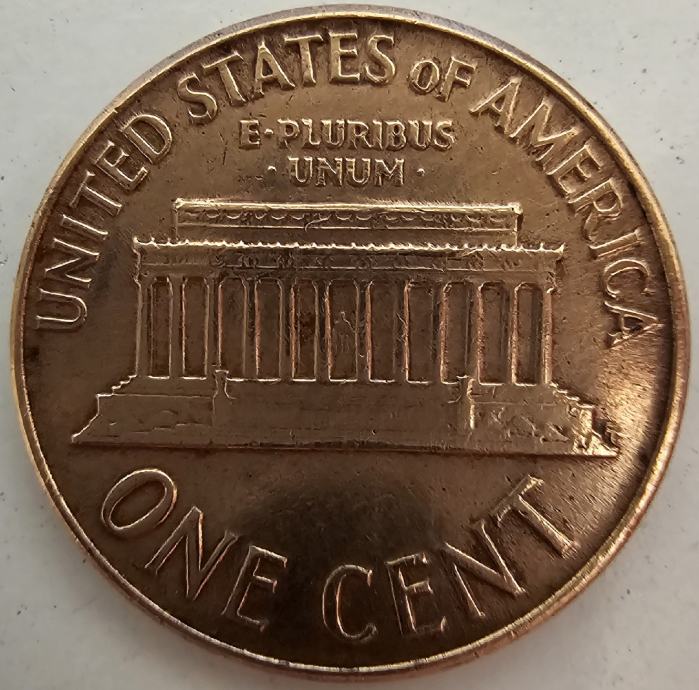 UNITED STATES OF AMERICA
E·PLURIBUS
·UNUM·
ONE CENT